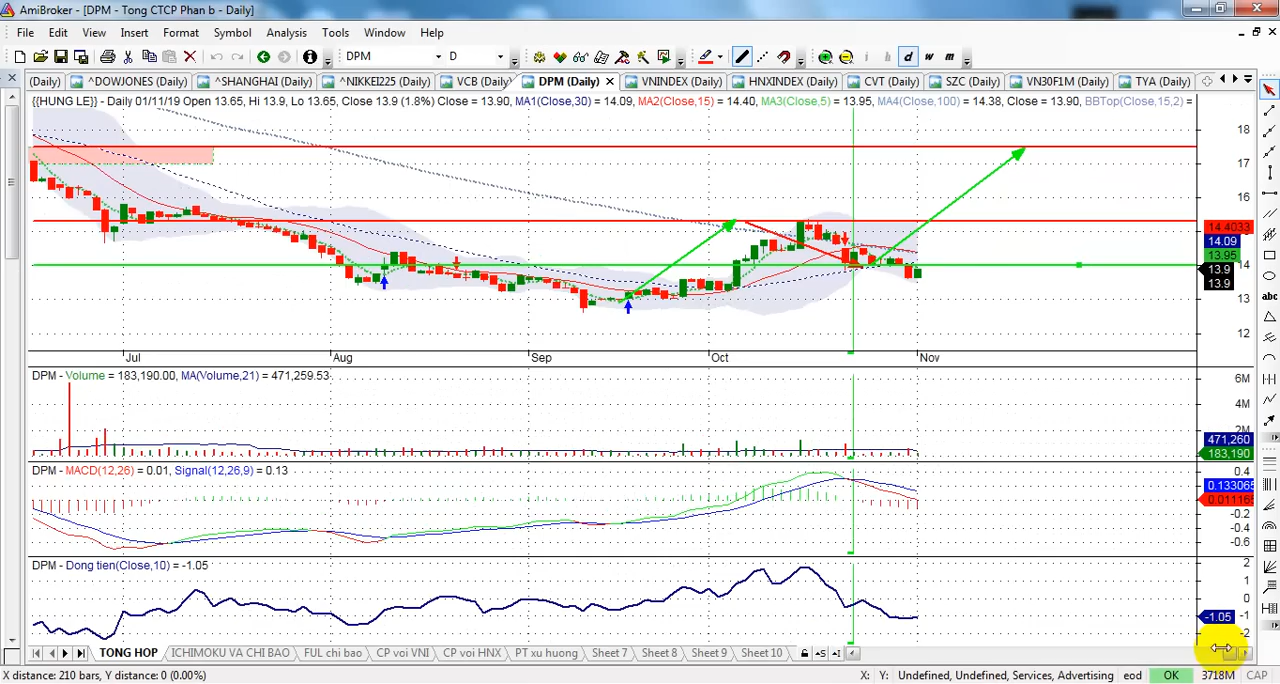 AmiBroker - [DPM - Tong CTCP Phan b - Daily]
File Edit View Insert Format Symbol Analysis Tools Window Help
DPM D i h d w m
(Daily) ^DOWJONES (Daily) ^SHANGHAI (Daily) ^NIKKEI225 (Daily) VCB (Daily) DPM (Daily) VNINDEX (Daily) HNXINDEX (Daily) CVT (Daily) SZC (Daily) VN30F1M (Daily) TYA (Daily)
{{HUNG LE}} - Daily 01/11/19 Open 13.65, Hi 13.9, Lo 13.65, Close 13.9 (1.8%) Close = 13.90, MA1(Close,30) = 14.09, MA2(Close,15) = 14.40, MA3(Close,5) = 13.95, MA4(Close,100) = 14.38, Close = 13.90, BBTop(Close,15,2) =
18
17
16
14.4033
14.09
13.95
14
13.9
13.9
13
12
abc
Jul Aug Sep Oct Nov
DPM - Volume = 183,190.00, MA(Volume,21) = 471,259.53
6M
4M
2M
471,260
183,190
DPM - MACD(12,26) = 0.01, Signal(12,26,9) = 0.13
0.4
0.133065
0.011165
-0.2
-0.4
-0.6
DPM - Dong tien(Close,10) = -1.05
2
1
0
-1.05 -1
-2
TONG HOP ICHIMOKU VA CHI BAO FUL chi bao CP voi VNI CP voi HNX PT xu huong Sheet 7 Sheet 8 Sheet 9 Sheet 10
X distance: 210 bars, Y distance: 0 (0.00%) X: Y: Undefined, Undefined, Services, Advertising eod OK 3718M CAP